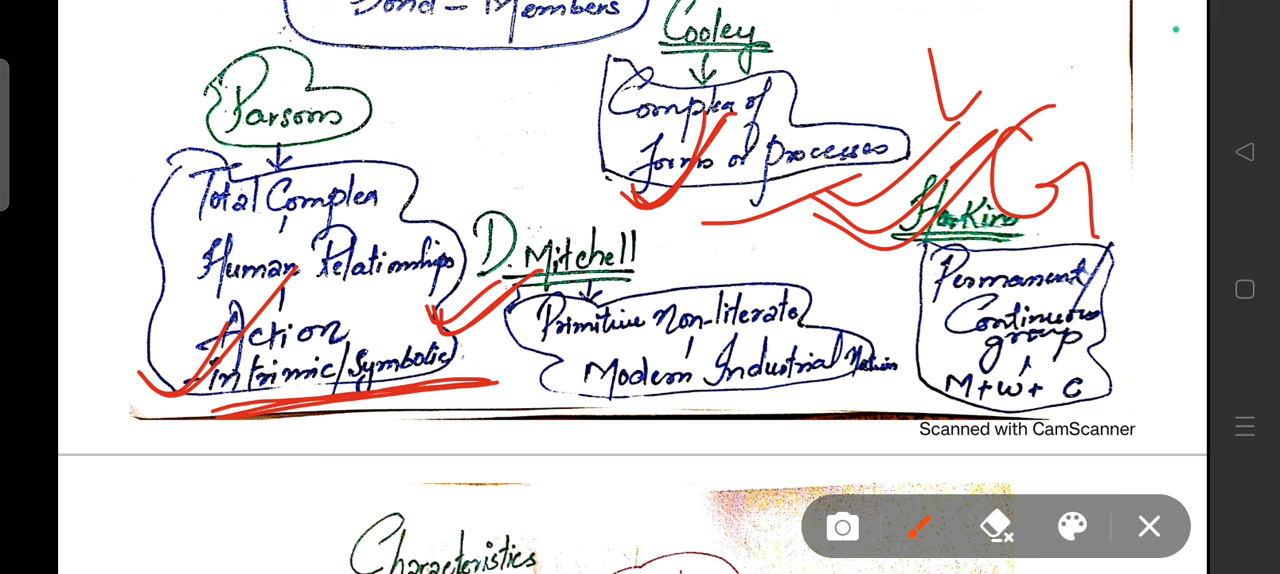 Bond - Members
Cooley
Complex of
forms or processes
Parsons
Total Complex
Human Relationships
Action
- intrinsic/Symbolic
D. Mitchell
Primitive non-literate
Modern Industrial Nation
Hankins
Permanent/
Continuous
group
M+W+ C
Scanned with CamScanner
Characteristics